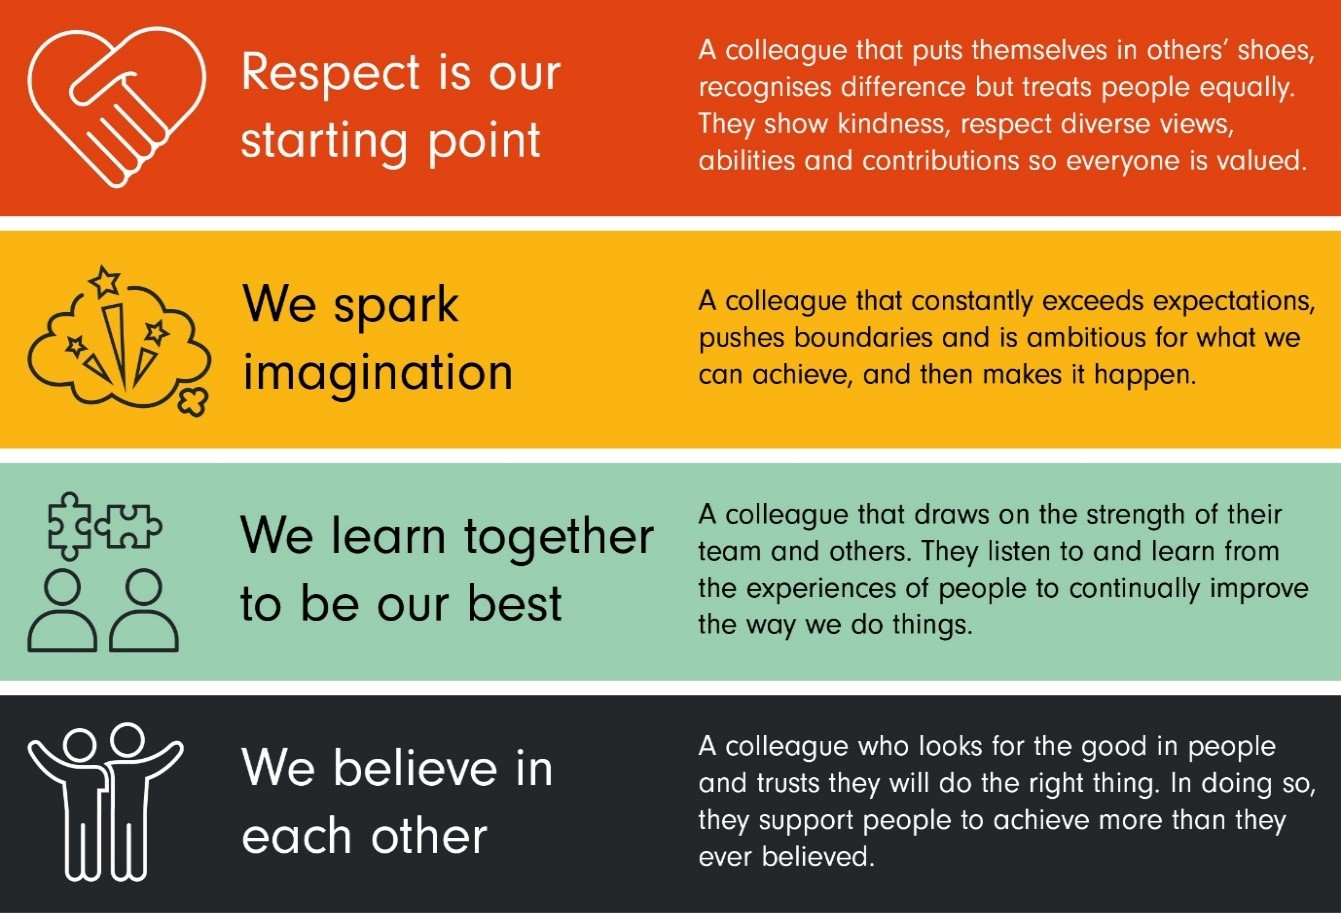 Respect is our
starting point
A colleague that puts themselves in others’ shoes,
recognises difference but treats people equally.
They show kindness, respect diverse views,
abilities and contributions so everyone is valued.
We spark
imagination
A colleague that constantly exceeds expectations,
pushes boundaries and is ambitious for what we
can achieve, and then makes it happen.
We learn together
to be our best
A colleague that draws on the strength of their
team and others. They listen to and learn from
the experiences of people to continually improve
the way we do things.
We believe in
each other
A colleague who looks for the good in people
and trusts they will do the right thing. In doing so,
they support people to achieve more than they
ever believed.